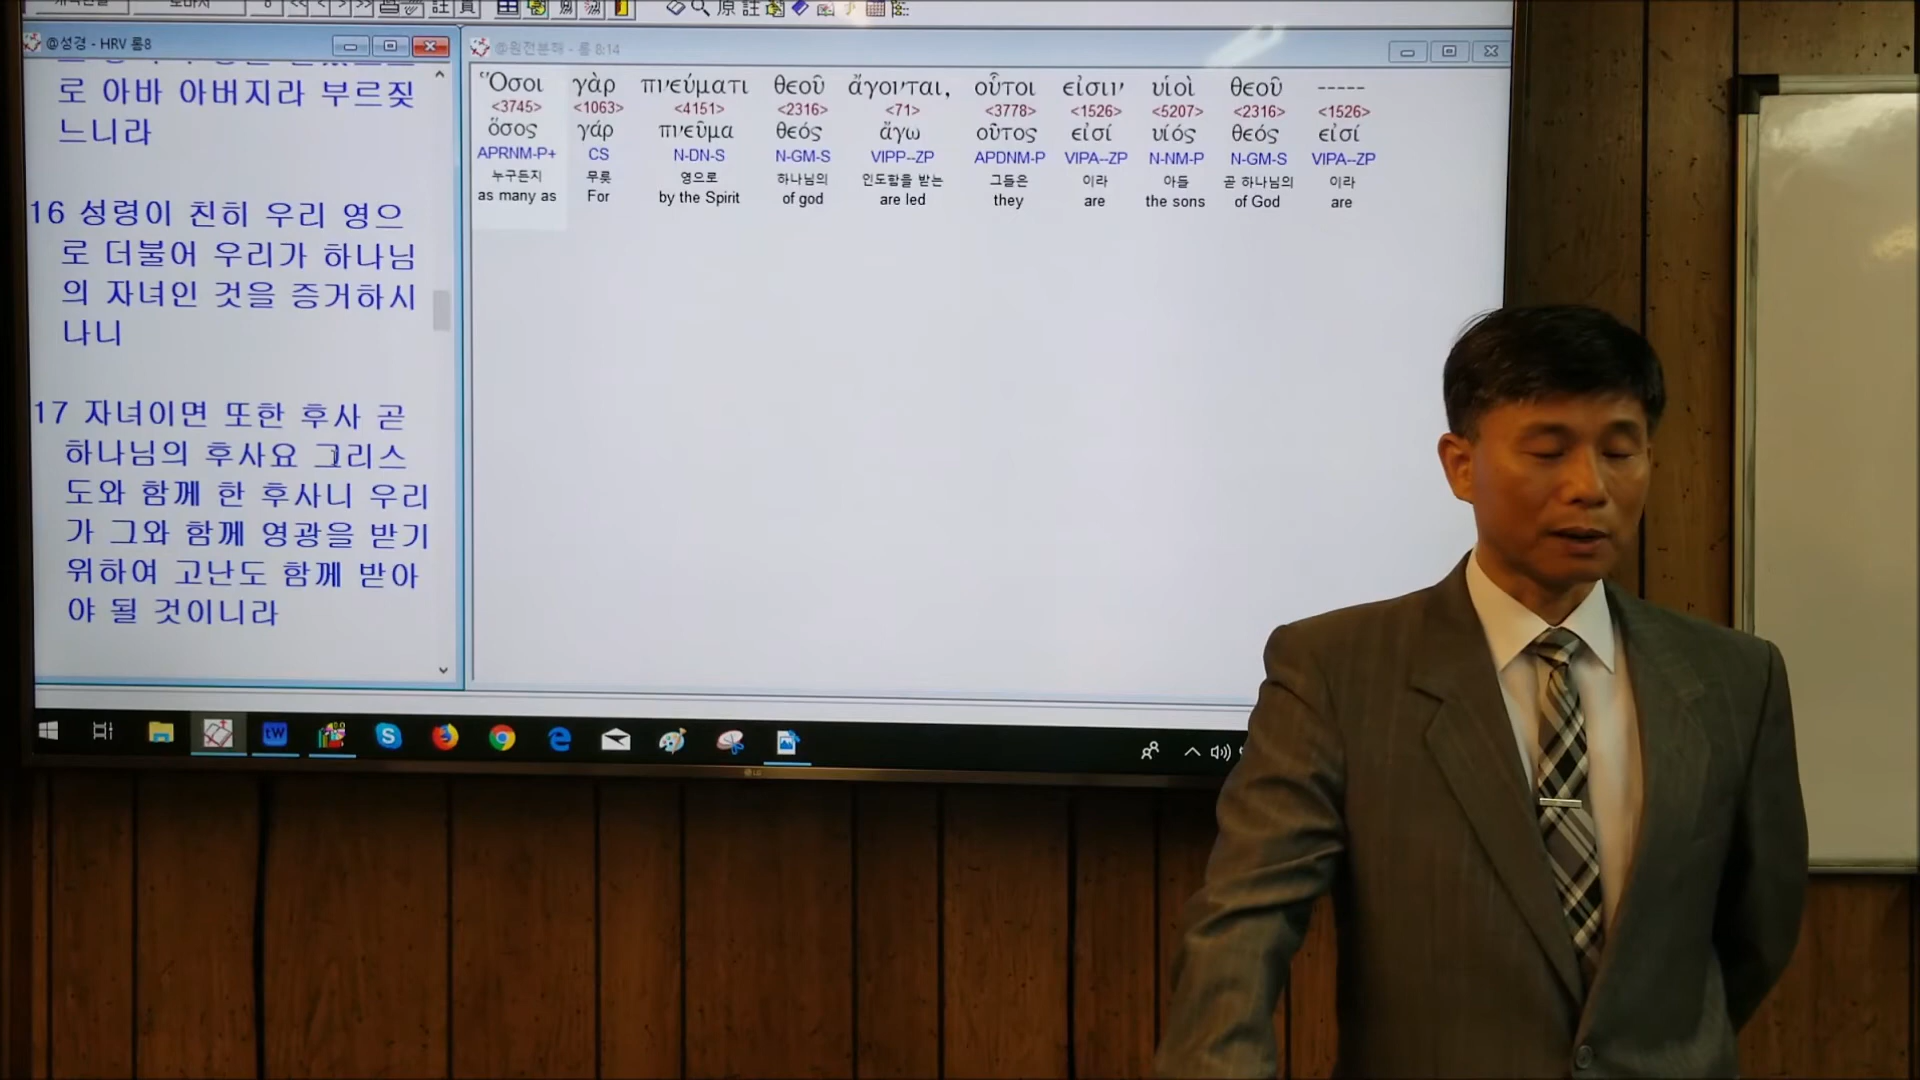 @성경 - HRV 롬8
로 아바 아버지라 부르짖
느니라
16 성령이 친히 우리 영으
로 더불어 우리가 하나님
의 자녀인 것을 증거하시
나니
17 자녀이면 또한 후사 곧
하나님의 후사요 그리스
도와 함께 한 후사니 우리
가 그와 함께 영광을 받기
위하여 고난도 함께 받아
야 될 것이니라
@원전분해 - 롬 8:14
Ὅσοι γὰρ πνεύματι θεοῦ ἄγονται, οὗτοι εἰσιν υἱοὶ θεοῦ -----
<3745> <1063> <4151> <2316> <71> <3778> <1526> <5207> <2316> <1526>
ὅσος γάρ πνεῦμα θεός ἄγω οὗτος εἰσί υἱός θεός εἰσί
APRNM-P+ CS N-DN-S N-GM-S VIPP--ZP APDNM-P VIPA--ZP N-NM-P N-GM-S VIPA--ZP
누구든지 무릇 영으로 하나님의 인도함을 받는 그들은 이라 아들 곧 하나님의 이라
as many as For by the Spirit of god are led they are the sons of God are
tW
LG